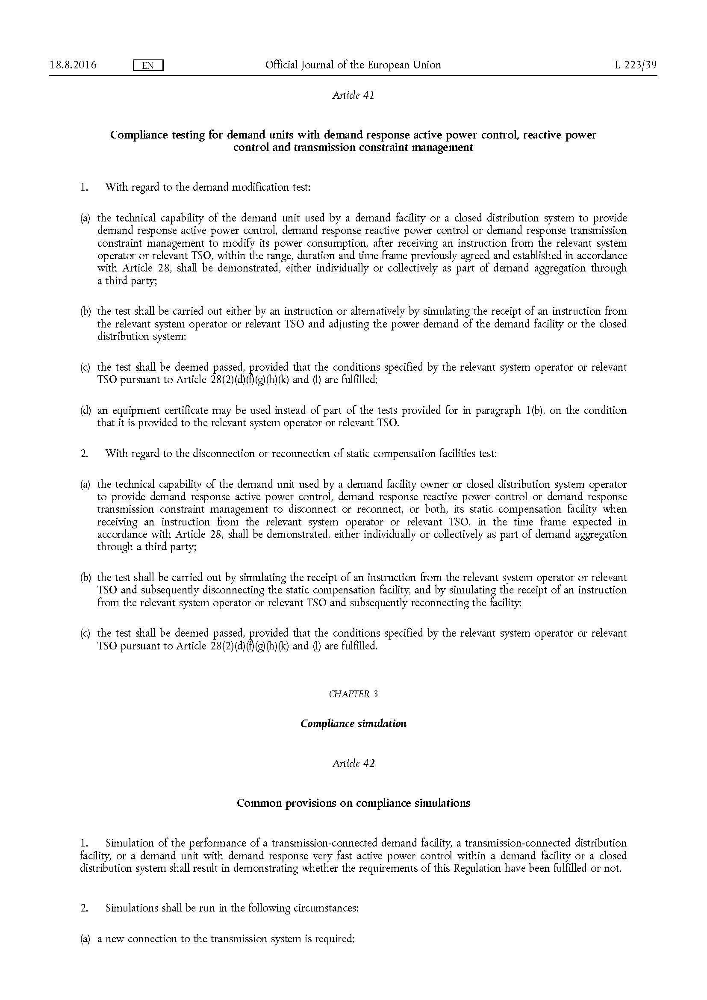 18.8.2016 EN Official Journal of the European Union L 223/39
Article 41
Compliance testing for demand units with demand response active power control, reactive power
control and transmission constraint management
1. With regard to the demand modification test:
(a) the technical capability of the demand unit used by a demand facility or a closed distribution system to provide
demand response active power control, demand response reactive power control or demand response transmission
constraint management to modify its power consumption, after receiving an instruction from the relevant system
operator or relevant TSO, within the range, duration and time frame previously agreed and established in accordance
with Article 28, shall be demonstrated, either individually or collectively as part of demand aggregation through
a third party;
(b) the test shall be carried out either by an instruction or alternatively by simulating the receipt of an instruction from
the relevant system operator or relevant TSO and adjusting the power demand of the demand facility or the closed
distribution system;
(c) the test shall be deemed passed, provided that the conditions specified by the relevant system operator or relevant
TSO pursuant to Article 28(2)(d)(f)(g)(h)(k) and (l) are fulfilled;
(d) an equipment certificate may be used instead of part of the tests provided for in paragraph 1(b), on the condition
that it is provided to the relevant system operator or relevant TSO.
2. With regard to the disconnection or reconnection of static compensation facilities test:
(a) the technical capability of the demand unit used by a demand facility owner or closed distribution system operator
to provide demand response active power control, demand response reactive power control or demand response
transmission constraint management to disconnect or reconnect, or both, its static compensation facility when
receiving an instruction from the relevant system operator or relevant TSO, in the time frame expected in
accordance with Article 28, shall be demonstrated, either individually or collectively as part of demand aggregation
through a third party;
(b) the test shall be carried out by simulating the receipt of an instruction from the relevant system operator or relevant
TSO and subsequently disconnecting the static compensation facility, and by simulating the receipt of an instruction
from the relevant system operator or relevant TSO and subsequently reconnecting the facility;
(c) the test shall be deemed passed, provided that the conditions specified by the relevant system operator or relevant
TSO pursuant to Article 28(2)(d)(f)(g)(h)(k) and (l) are fulfilled.
CHAPTER 3
Compliance simulation
Article 42
Common provisions on compliance simulations
1. Simulation of the performance of a transmission-connected demand facility, a transmission-connected distribution
facility, or a demand unit with demand response very fast active power control within a demand facility or a closed
distribution system shall result in demonstrating whether the requirements of this Regulation have been fulfilled or not.
2. Simulations shall be run in the following circumstances:
(a) a new connection to the transmission system is required;